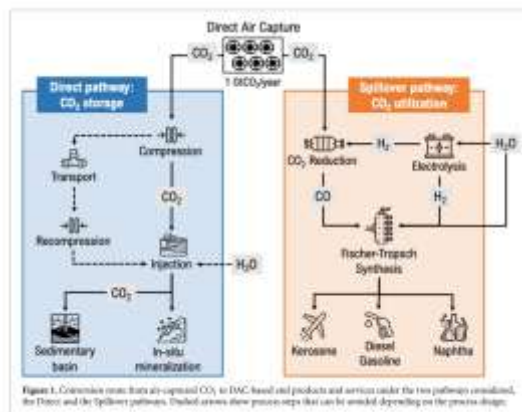 Direct Air Capture
CO₂
CO₂
1 GtCO₂/year
Direct pathway:
CO₂ storage
Spillover pathway:
CO₂ utilization
Compression
Transport
CO₂
Recompression
Injection
H₂O
CO₂
Sedimentary
basin
In-situ
mineralization
CO₂ Reduction
H₂
Electrolysis
H₂O
CO
H₂
Fischer-Tropsch
Synthesis
Kerosene
Diesel
Gasoline
Naphtha
Figure 1. Conversion route from air-captured CO₂ to DAC-based end products and services under the two pathways considered,
the Direct and the Spillover pathways. Dashed arrows show process steps that can be avoided depending on the process design;